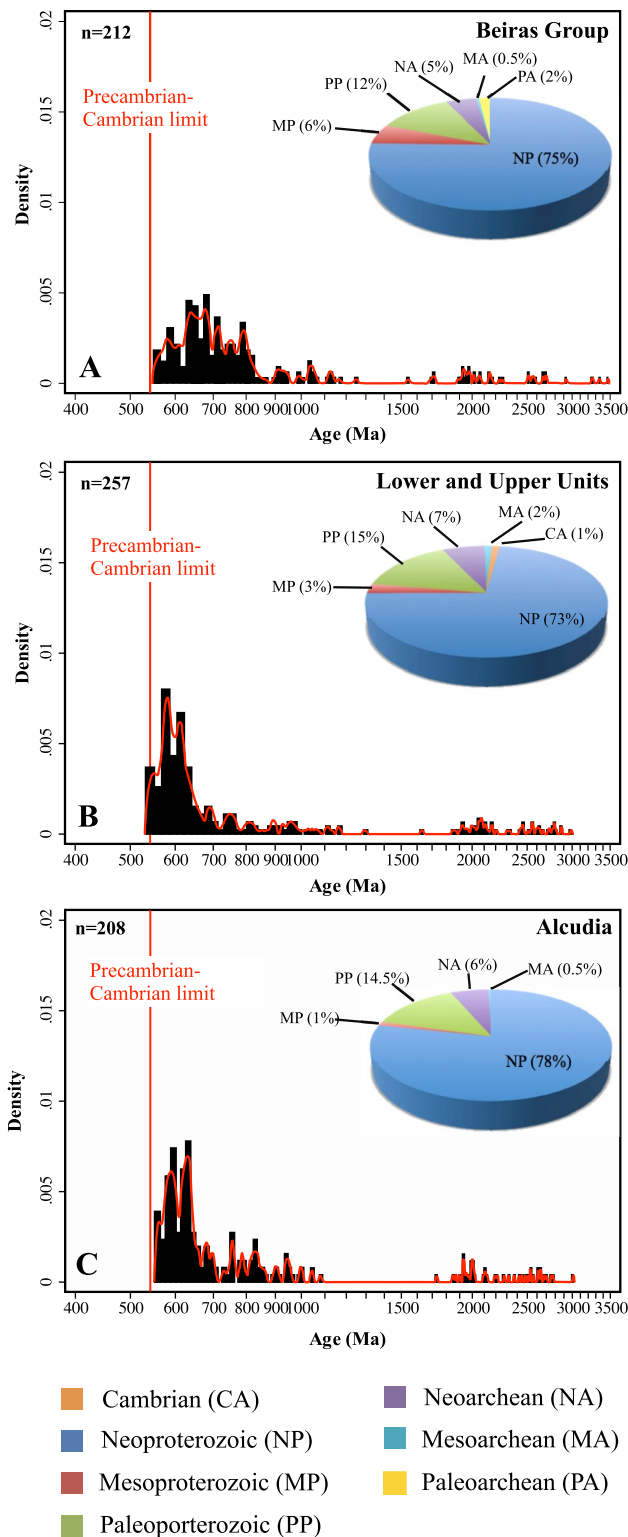 n=212
Beiras Group
Precambrian-
Cambrian limit
MA (0.5%)
NA (5%)
PA (2%)
PP (12%)
MP (6%)
NP (75%)
Density
.02
.015
.01
.005
0
A
400 500 600 700 800 900 1000 1500 2000 2500 3000 3500
Age (Ma)
n=257
Lower and Upper Units
Precambrian-
Cambrian limit
MA (2%)
NA (7%)
CA (1%)
PP (15%)
MP (3%)
NP (73%)
Density
.02
.015
.01
.005
0
B
400 500 600 700 800 900 1000 1500 2000 2500 3000 3500
Age (Ma)
n=208
Alcudia
Precambrian-
Cambrian limit
NA (6%)
MA (0.5%)
PP (14.5%)
MP (1%)
NP (78%)
Density
.02
.015
.01
.005
0
C
400 500 600 700 800 900 1000 1500 2000 2500 3000 3500
Age (Ma)
Cambrian (CA)
Neoproterozoic (NP)
Mesoproterozoic (MP)
Paleoporterozoic (PP)
Neoarchean (NA)
Mesoarchean (MA)
Paleoarchean (PA)